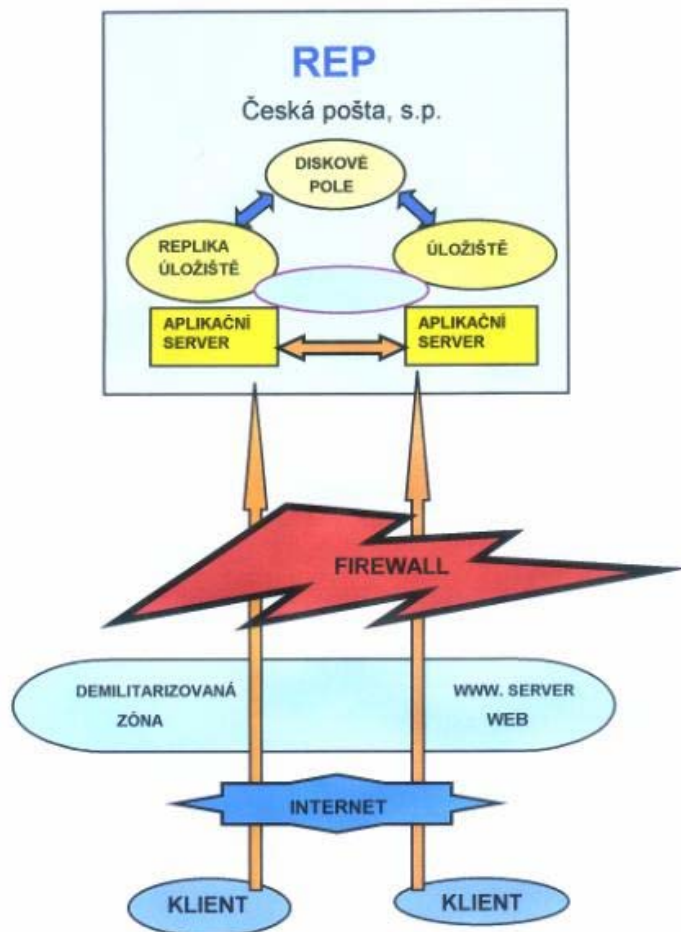 REP
Česká pošta, s.p.
DISKOVÉ
POLE
REPLIKA
ÚLOŽIŠTĚ
ÚLOŽIŠTĚ
APLIKAČNÍ
SERVER
APLIKAČNÍ
SERVER
FIREWALL
DEMILITARIZOVANÁ
ZÓNA
WWW. SERVER
WEB
INTERNET
KLIENT
KLIENT